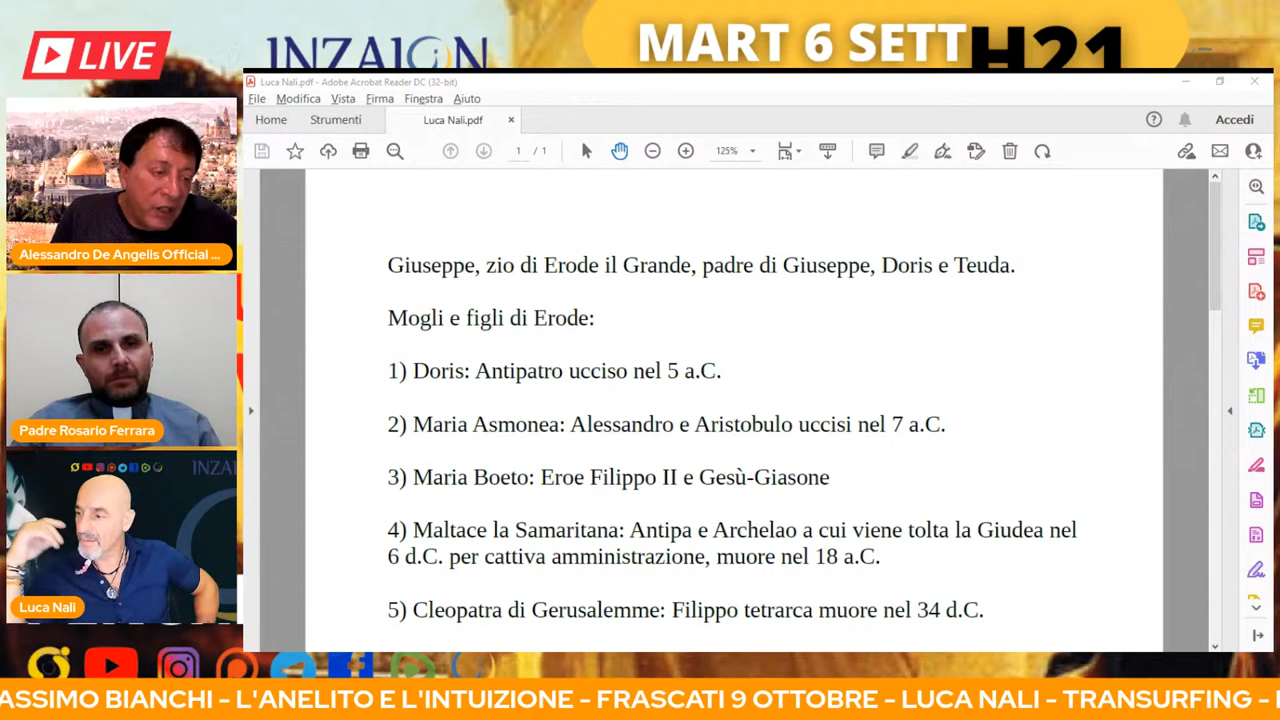 LIVE
INZAION
MART 6 SETT H21
Luca Nali.pdf - Adobe Acrobat Reader DC (32-bit)
File Modifica Vista Firma Finestra Aiuto
Home Strumenti Luca Nali.pdf × Accedi
1 / 1 125%
Giuseppe, zio di Erode il Grande, padre di Giuseppe, Doris e Teuda.
Mogli e figli di Erode:
1) Doris: Antipatro ucciso nel 5 a.C.
2) Maria Asmonea: Alessandro e Aristobulo uccisi nel 7 a.C.
3) Maria Boeto: Eroe Filippo II e Gesù-Giasone
4) Maltace la Samaritana: Antipa e Archelao a cui viene tolta la Giudea nel
6 d.C. per cattiva amministrazione, muore nel 18 a.C.
5) Cleopatra di Gerusalemme: Filippo tetrarca muore nel 34 d.C.
Alessandro De Angelis Official ...
Padre Rosario Ferrara
INZAI
Luca Nali
ASSIMO BIANCHI - L'ANELITO E L'INTUIZIONE - FRASCATI 9 OTTOBRE - LUCA NALI - TRANSURFING -